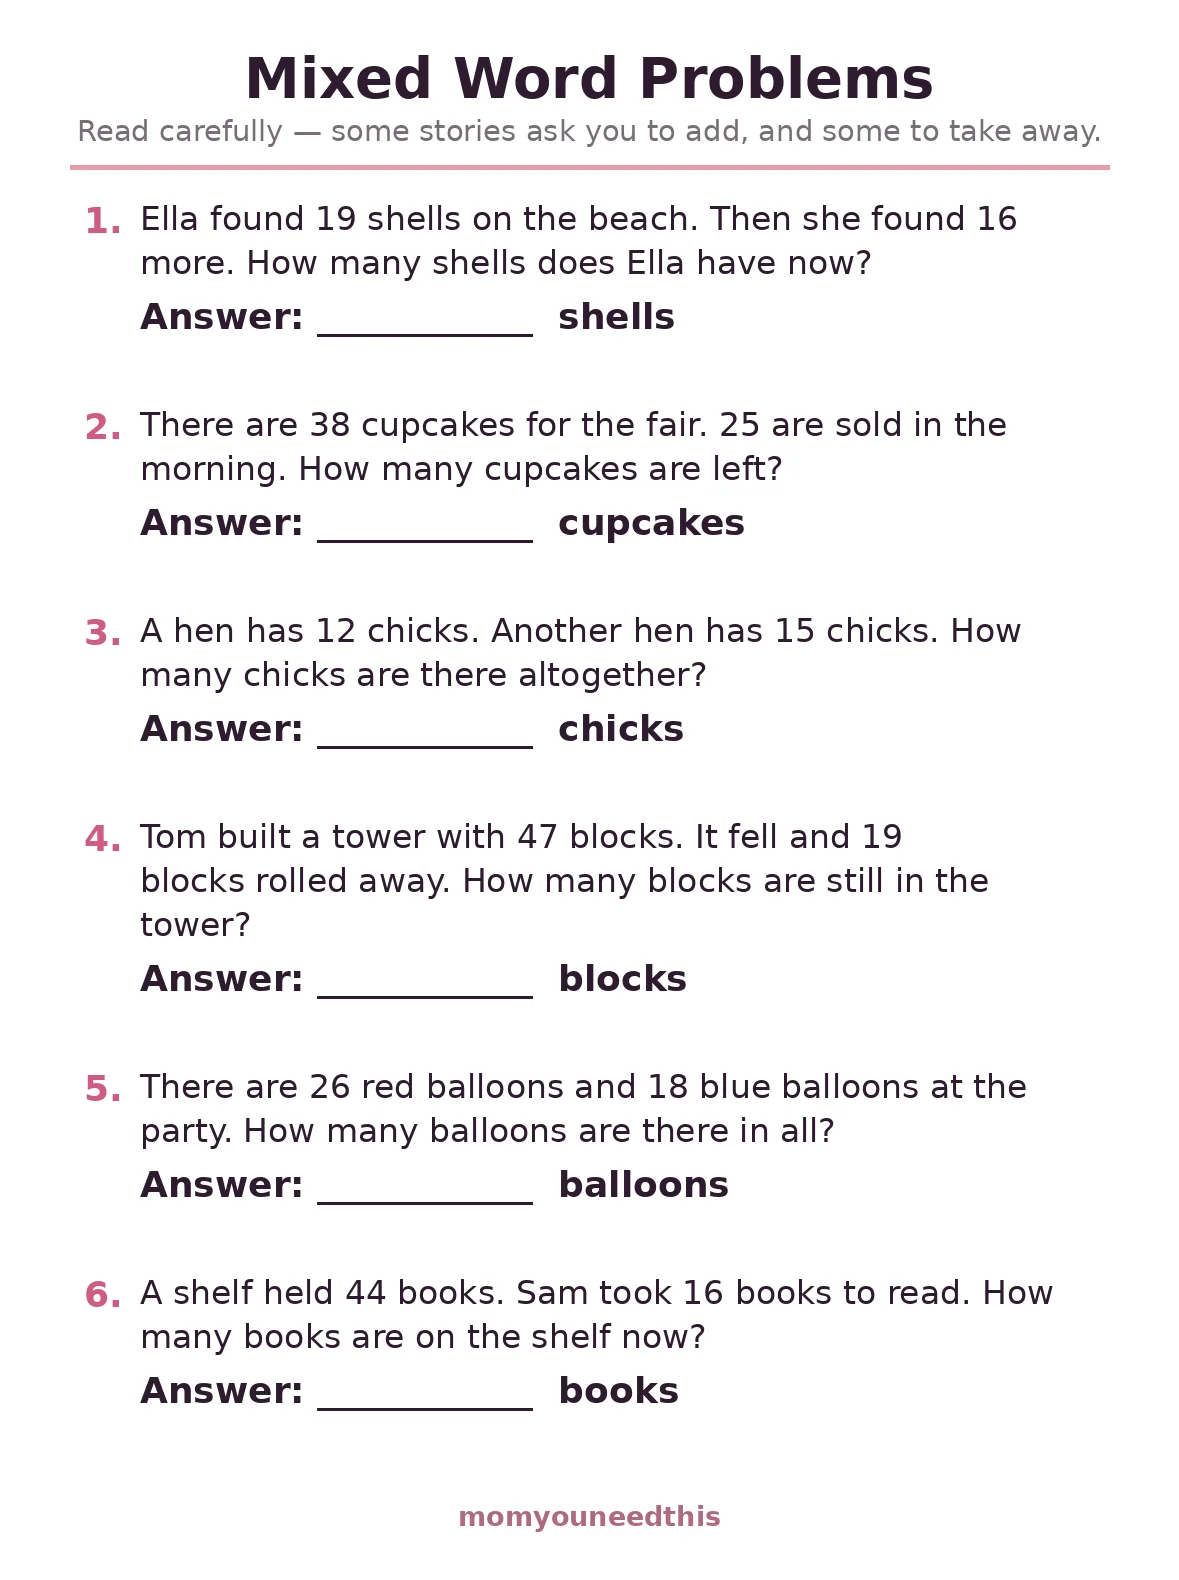 Mixed Word Problems
Read carefully — some stories ask you to add, and some to take away.
1. Ella found 19 shells on the beach. Then she found 16
more. How many shells does Ella have now?
Answer: ____________ shells
2. There are 38 cupcakes for the fair. 25 are sold in the
morning. How many cupcakes are left?
Answer: ____________ cupcakes
3. A hen has 12 chicks. Another hen has 15 chicks. How
many chicks are there altogether?
Answer: ____________ chicks
4. Tom built a tower with 47 blocks. It fell and 19
blocks rolled away. How many blocks are still in the
tower?
Answer: ____________ blocks
5. There are 26 red balloons and 18 blue balloons at the
party. How many balloons are there in all?
Answer: ____________ balloons
6. A shelf held 44 books. Sam took 16 books to read. How
many books are on the shelf now?
Answer: ____________ books
momyouneedthis